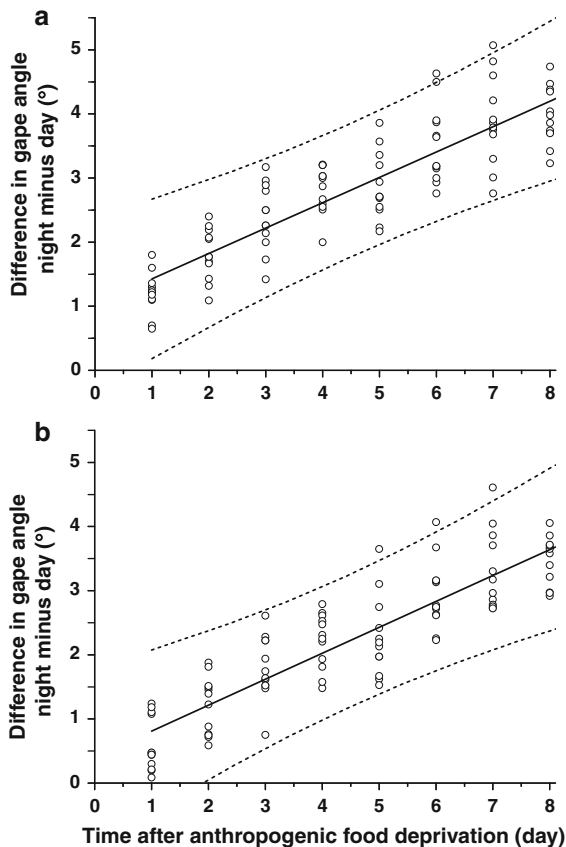 a
Difference in gape angle
night minus day (°)
5
4
3
2
1
0
0 1 2 3 4 5 6 7 8
b
Difference in gape angle
night minus day (°)
5
4
3
2
1
0
0 1 2 3 4 5 6 7 8
Time after anthropogenic food deprivation (day)